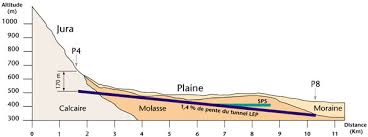 Altitude
(m)
1000
900
800
700
600
500
400
300
Jura
P4
170 m
Plaine
P8
SPS
1,4 % de pente du tunnel LEP
Calcaire
Molasse
Moraine
0 1 2 3 4 5 6 7 8 9 10 11
Distance
(Km)